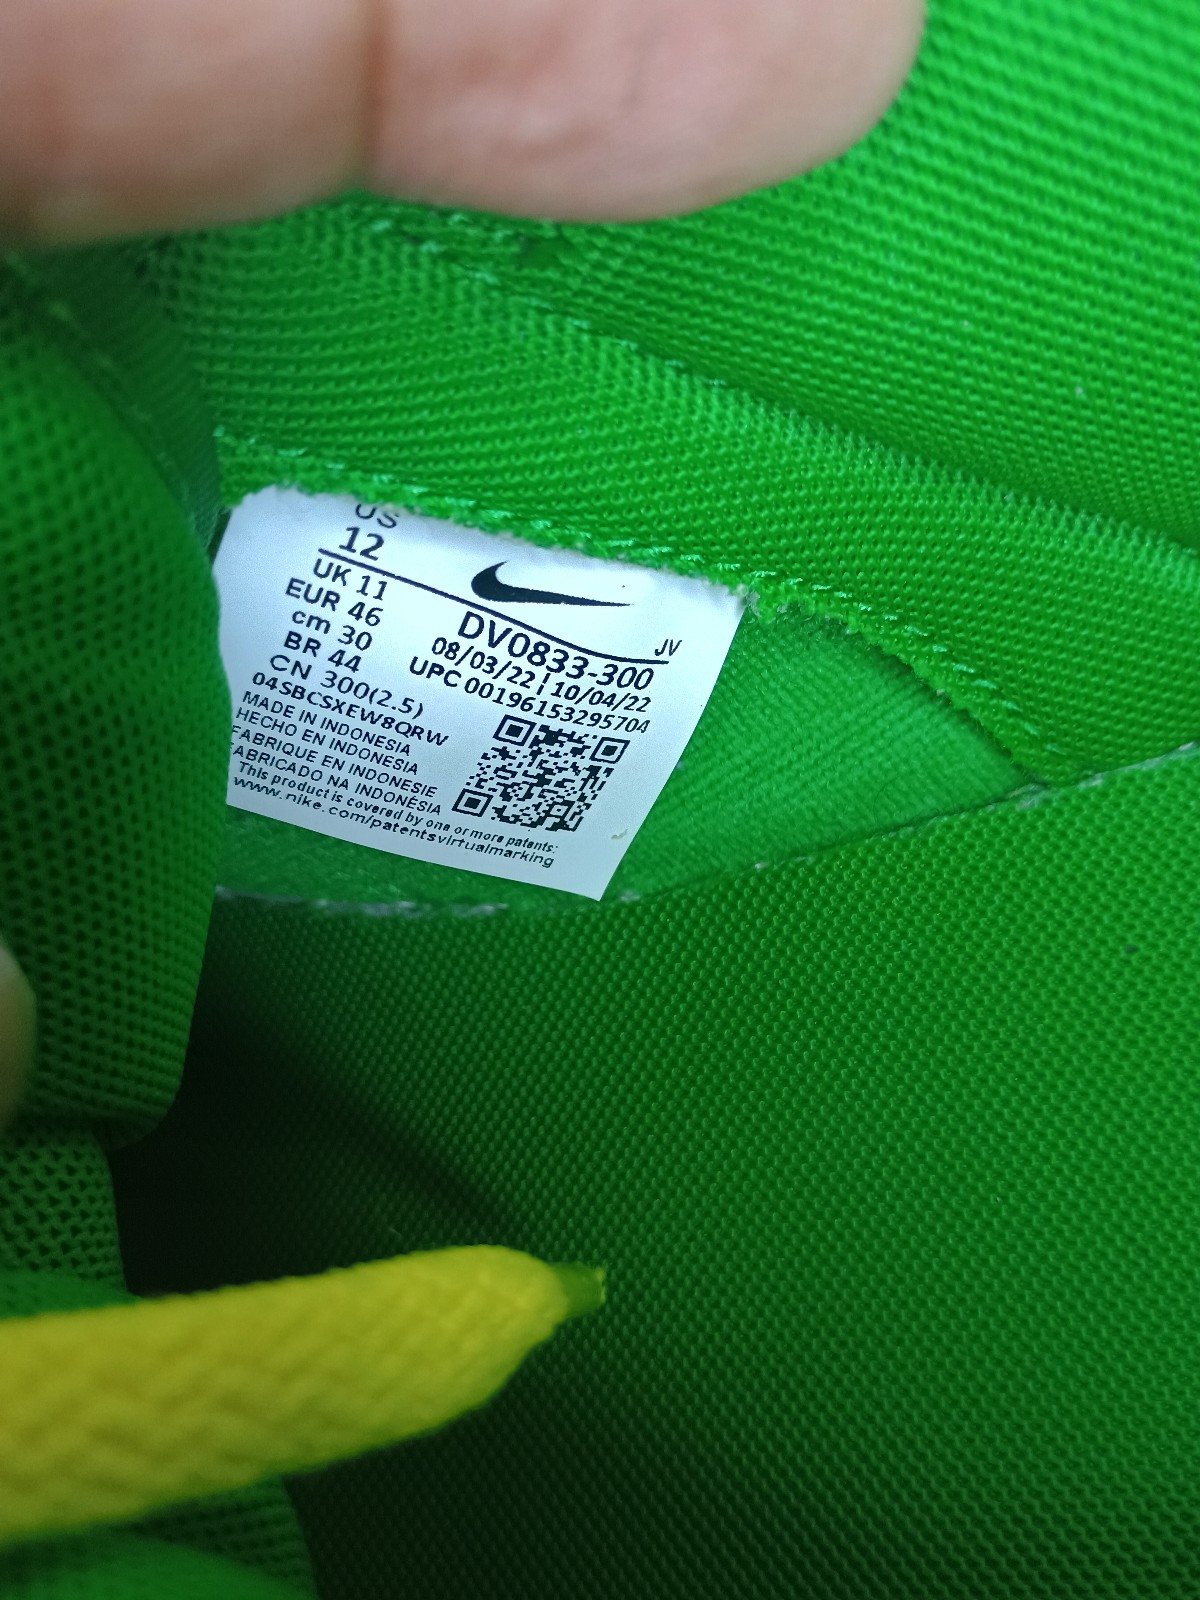 US
12
UK 11
EUR 46
cm 30
BR 44
CN 300(2.5)
04SBCSXEW8QRW
JV
DV0833-300
08/03/22 | 10/04/22
UPC 00196153295704
MADE IN INDONESIA
HECHO EN INDONESIA
FABRIQUE EN INDONESIE
FABRICADO NA INDONÉSIA
This product is covered by one or more patents:
www.nike.com/patentsvirtualmarking